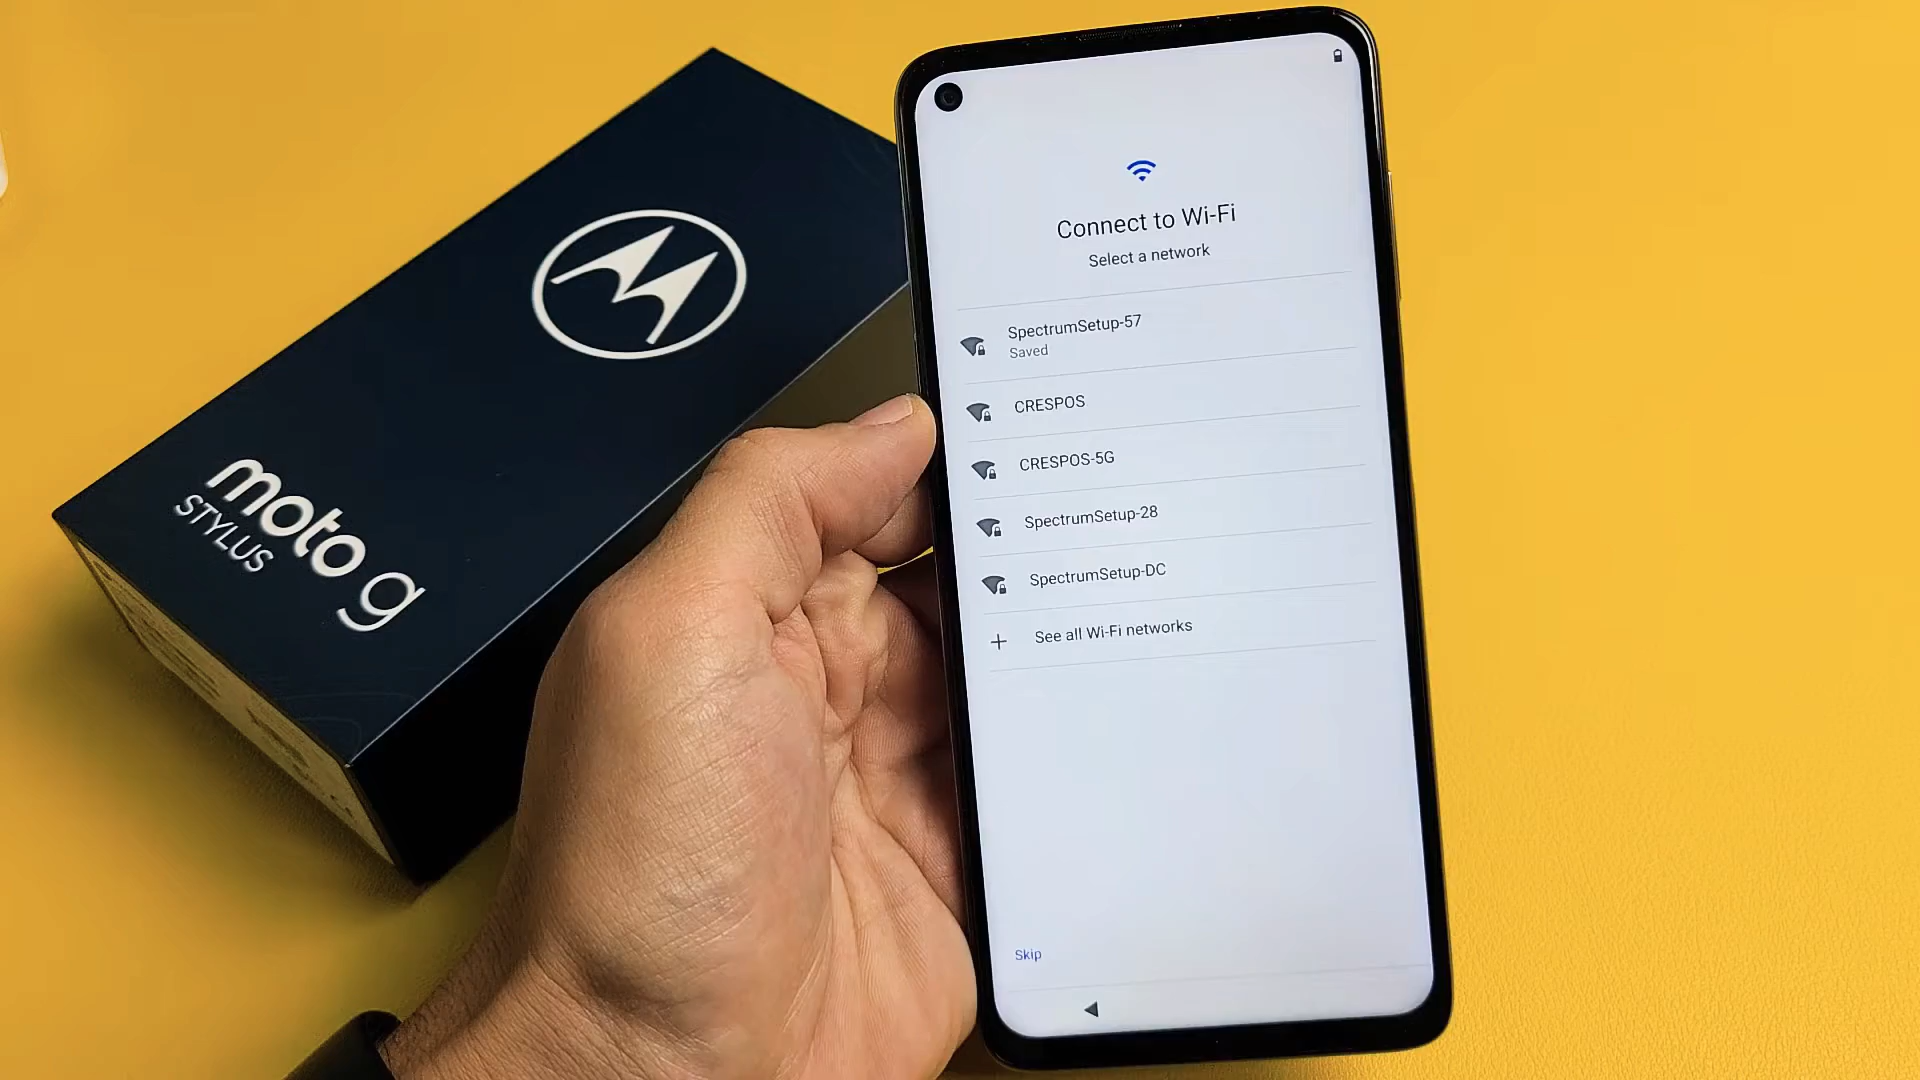 moto g
STYLUS
Connect to Wi-Fi
Select a network
SpectrumSetup-57
Saved
CRESPOS
CRESPOS-5G
SpectrumSetup-28
SpectrumSetup-DC
See all Wi-Fi networks
Skip